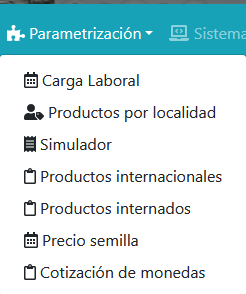 Parametrización Sistema
Carga Laboral
Productos por localidad
Simulador
Productos internacionales
Productos internados
Precio semilla
Cotización de monedas